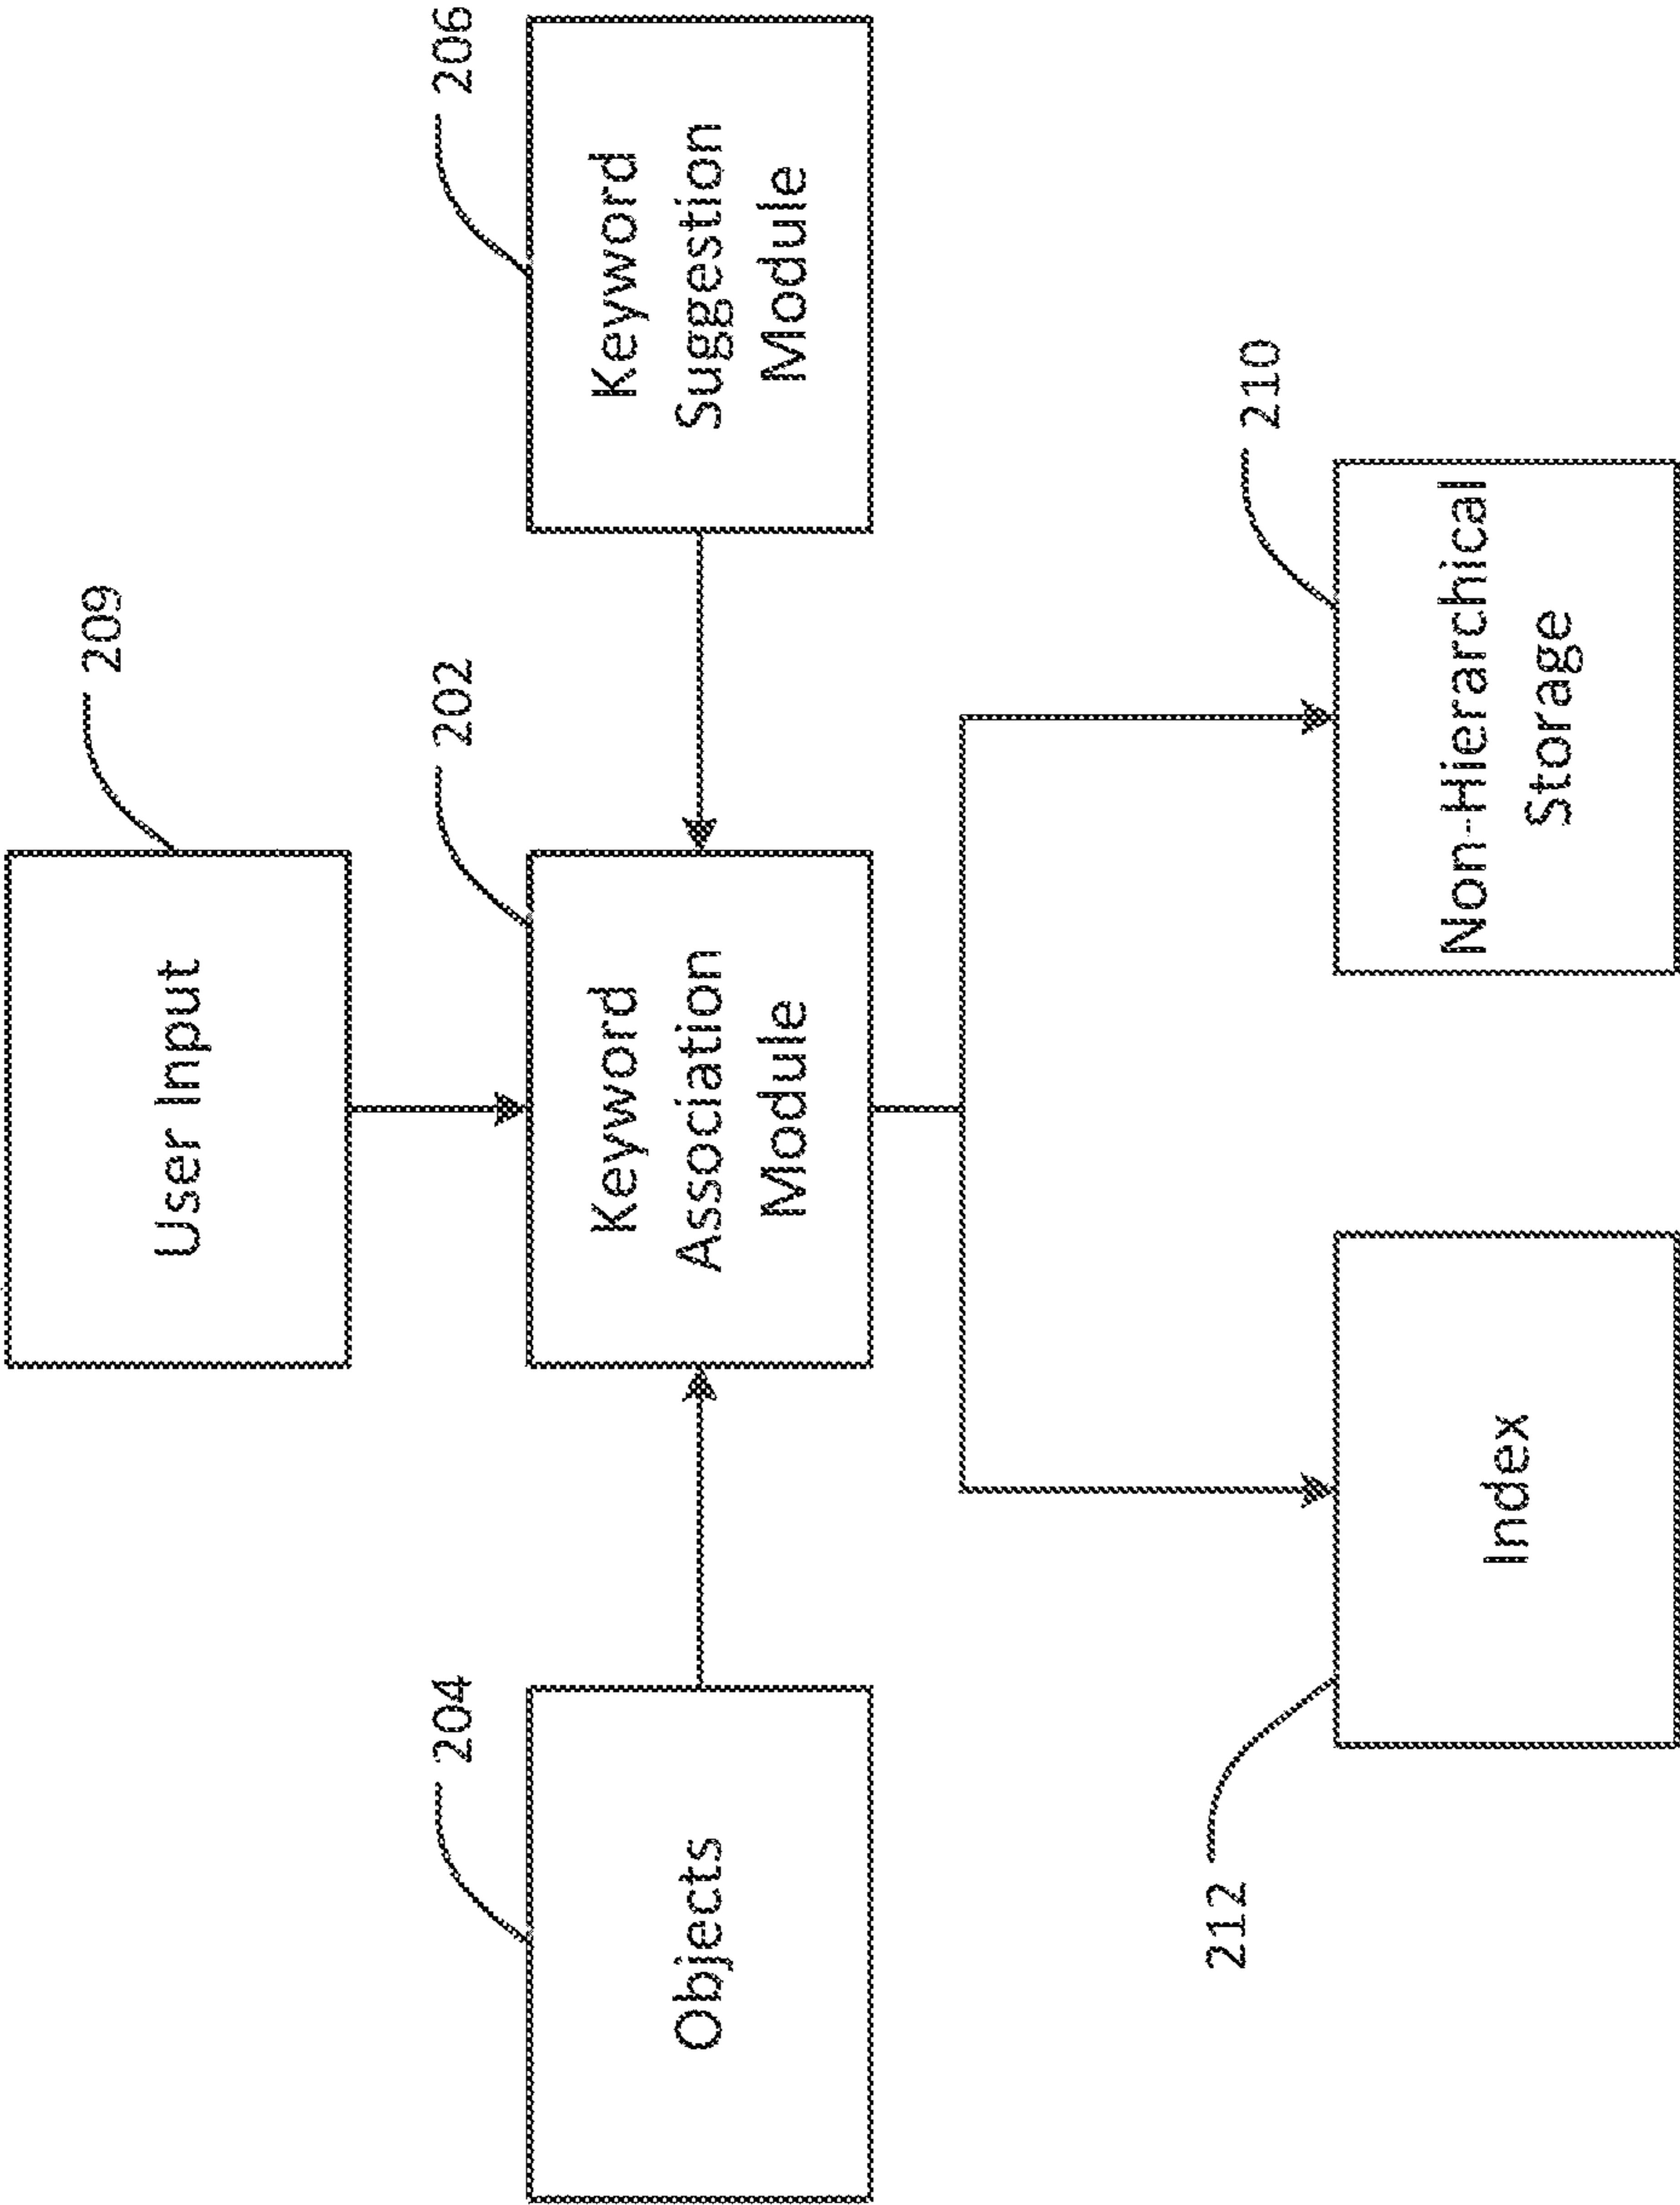 209
User Input
204
202
206
Objects
Keyword
Association
Module
Keyword
Suggestion
Module
212
210
Index
Non-Hierarchical
Storage